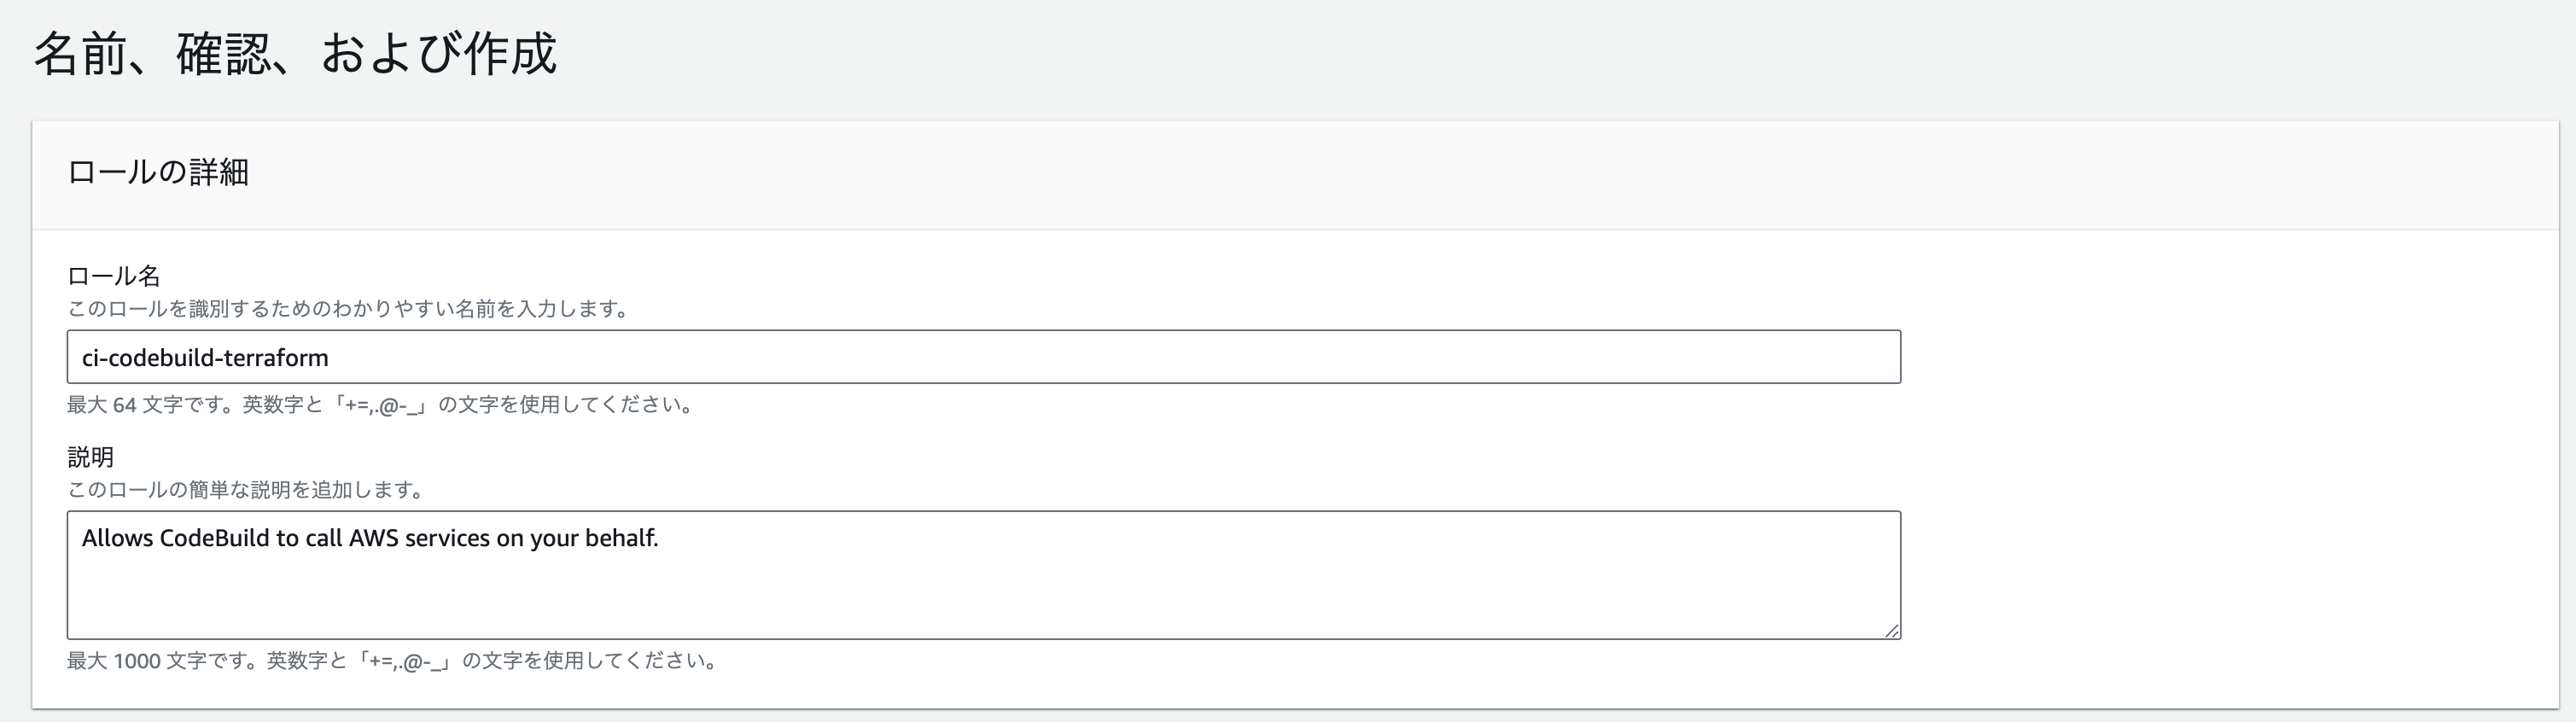 名前、確認、および作成
ロールの詳細
ロール名
このロールを識別するためのわかりやすい名前を入力します。
ci-codebuild-terraform
最大 64 文字です。英数字と「+=,.@-_」の文字を使用してください。
説明
このロールの簡単な説明を追加します。
Allows CodeBuild to call AWS services on your behalf.
最大 1000 文字です。英数字と「+=,.@-_」の文字を使用してください。